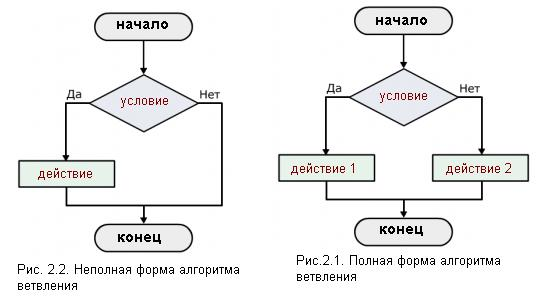 начало
условие
Да
Нет
действие
конец
Рис. 2.2. Неполная форма алгоритма
ветвления
начало
условие
Да
Нет
действие 1
действие 2
конец
Рис.2.1. Полная форма алгоритма
ветвления